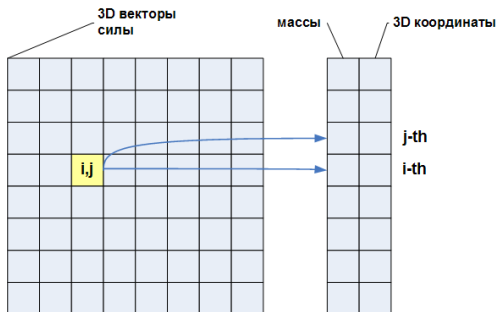 3D векторы
силы
массы
3D координаты
j-th
i,j
i-th